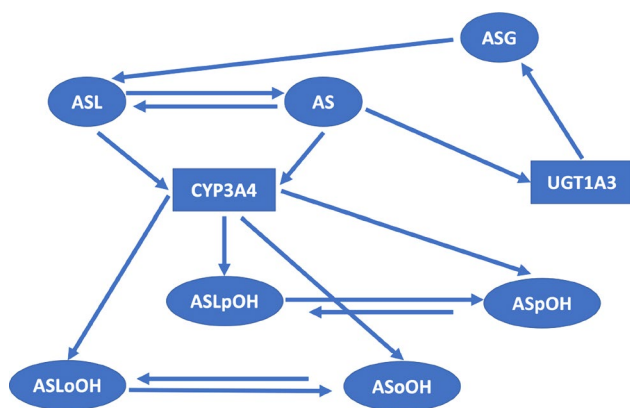 ASG
ASL
AS
CYP3A4
UGT1A3
ASLpOH
ASpOH
ASLoOH
ASoOH